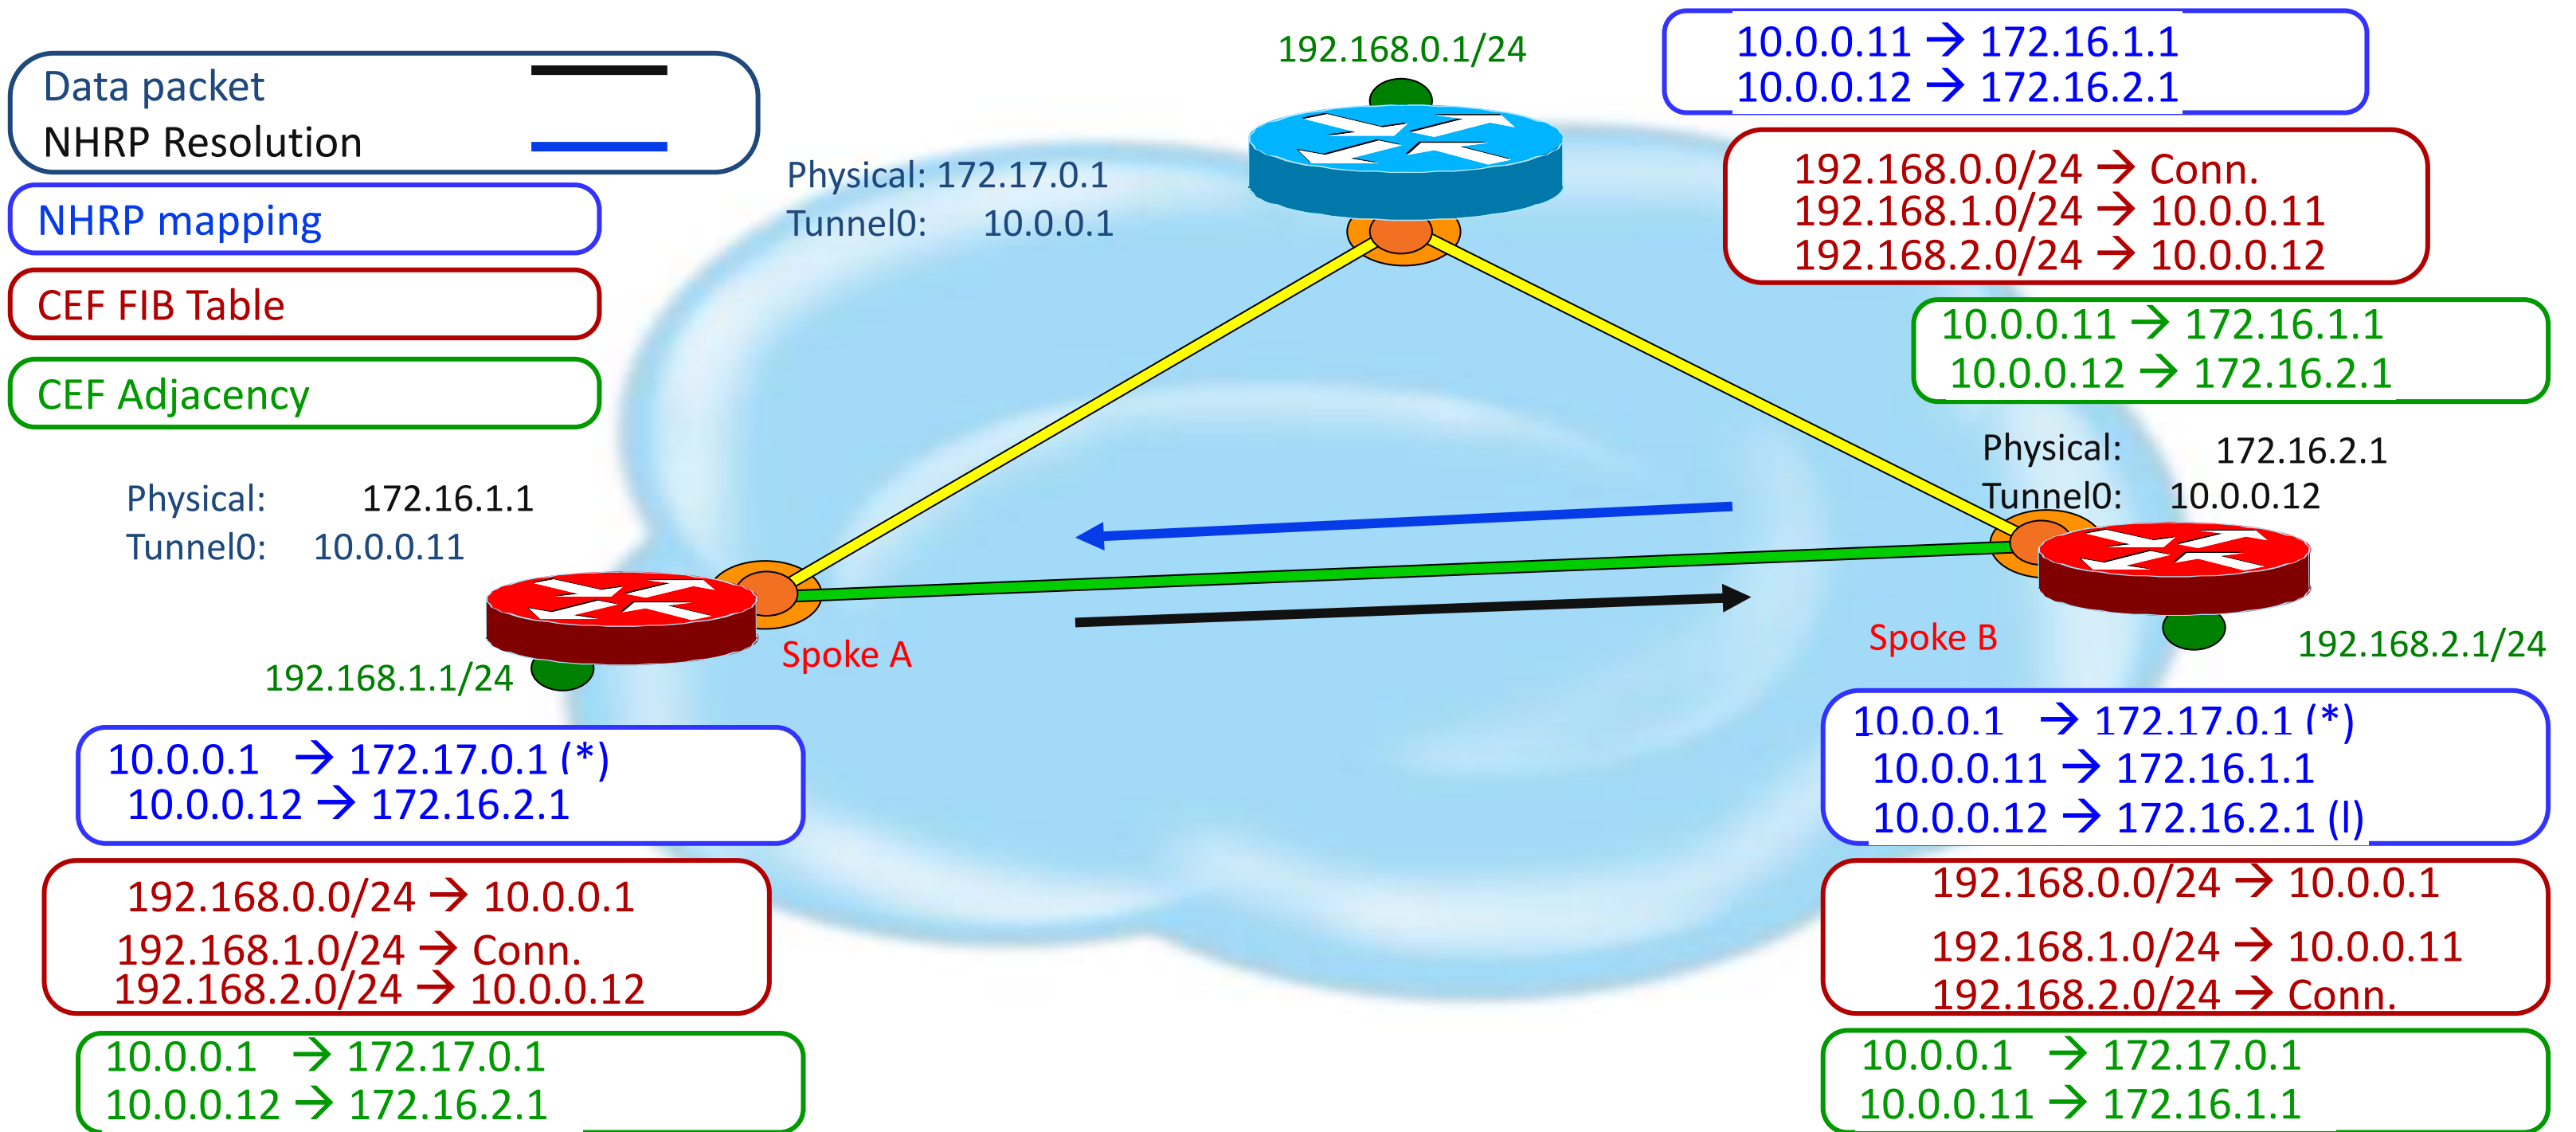 Data packet
NHRP Resolution
NHRP mapping
CEF FIB Table
CEF Adjacency
192.168.0.1/24
Physical: 172.17.0.1
Tunnel0: 10.0.0.1
10.0.0.11 → 172.16.1.1
10.0.0.12 → 172.16.2.1
192.168.0.0/24 → Conn.
192.168.1.0/24 → 10.0.0.11
192.168.2.0/24 → 10.0.0.12
10.0.0.11 → 172.16.1.1
10.0.0.12 → 172.16.2.1
Physical: 172.16.1.1
Tunnel0: 10.0.0.11
Spoke A
192.168.1.1/24
10.0.0.1 → 172.17.0.1 (*)
10.0.0.12 → 172.16.2.1
192.168.0.0/24 → 10.0.0.1
192.168.1.0/24 → Conn.
192.168.2.0/24 → 10.0.0.12
10.0.0.1 → 172.17.0.1
10.0.0.12 → 172.16.2.1
Physical: 172.16.2.1
Tunnel0: 10.0.0.12
Spoke B
192.168.2.1/24
10.0.0.1 → 172.17.0.1 (*)
10.0.0.11 → 172.16.1.1
10.0.0.12 → 172.16.2.1 (l)
192.168.0.0/24 → 10.0.0.1
192.168.1.0/24 → 10.0.0.11
192.168.2.0/24 → Conn.
10.0.0.1 → 172.17.0.1
10.0.0.11 → 172.16.1.1